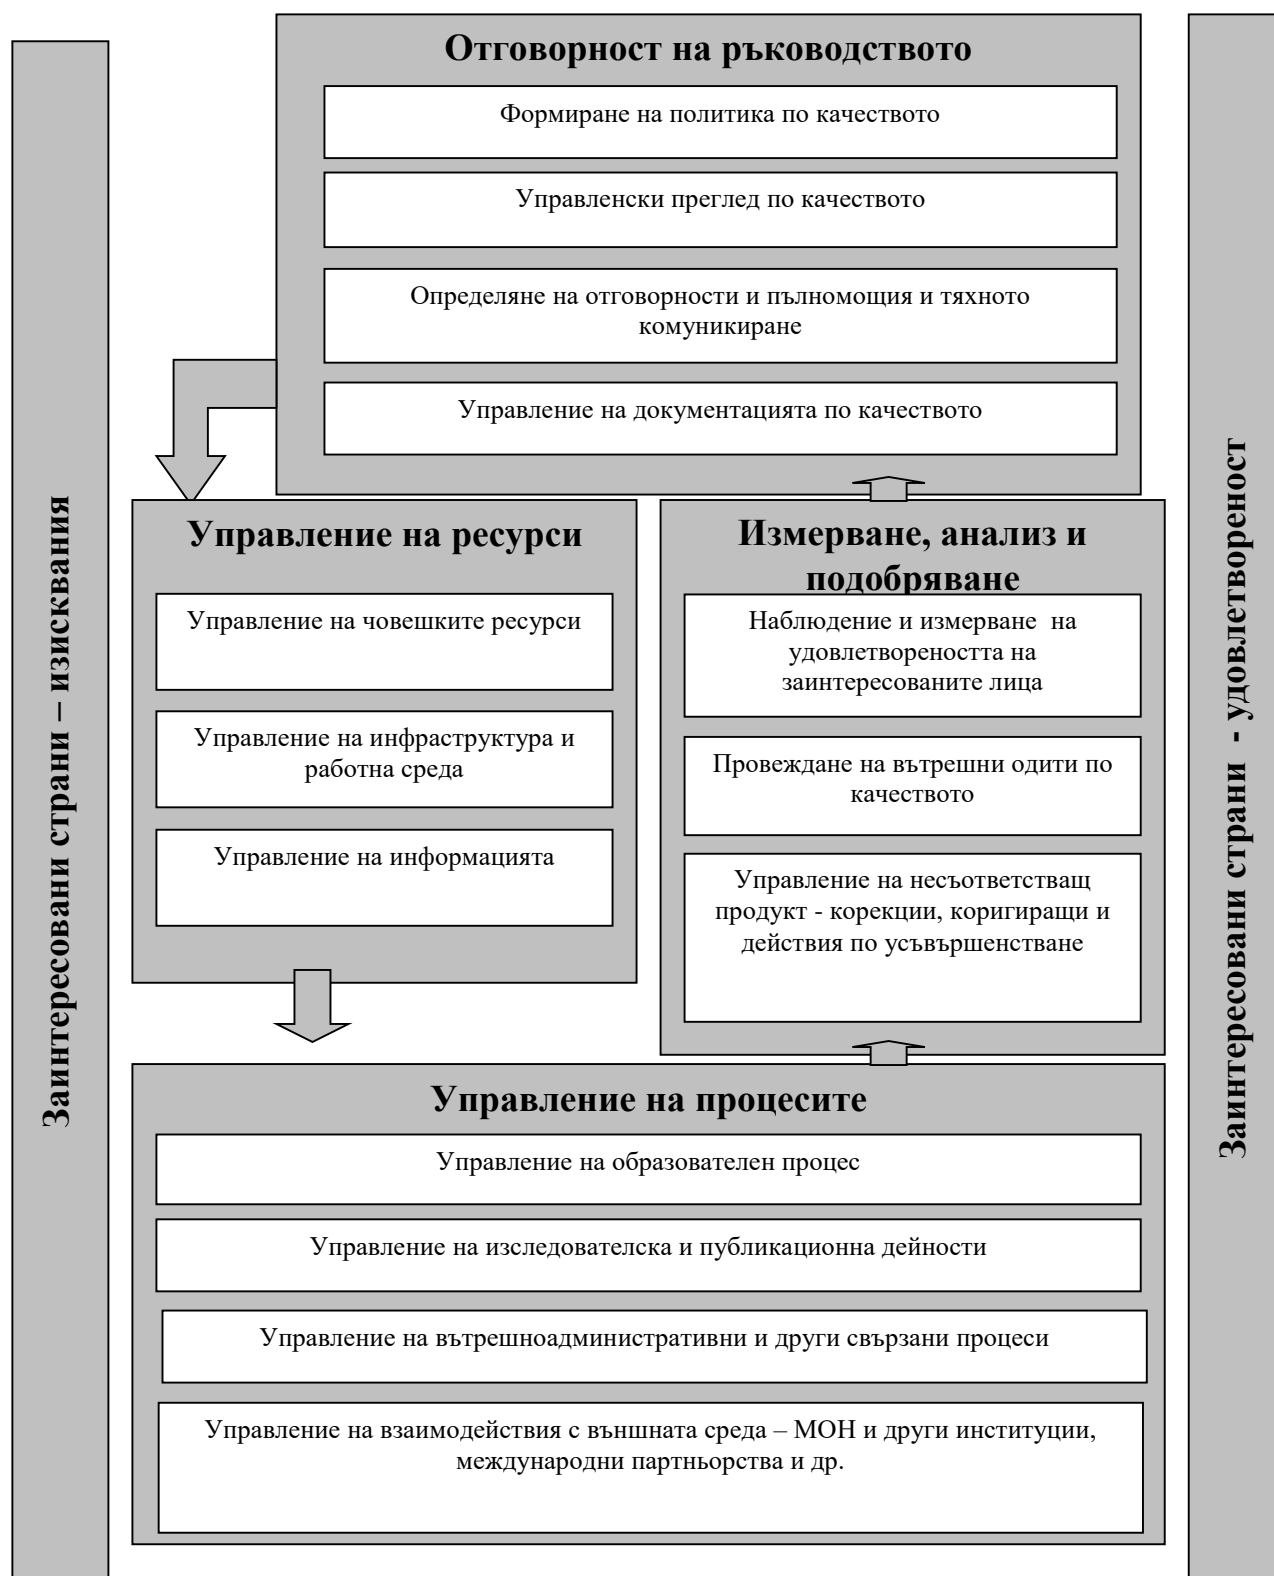 Отговорност на ръководството
Формиране на политика по качеството
Управленски преглед по качеството
Определяне на отговорности и пълномощия и тяхното
комуникиране
Управление на документацията по качеството
Заинтересовани страни – изисквания
Управление на ресурси
Управление на човешките ресурси
Управление на инфраструктура и
работна среда
Управление на информацията
Измерване, анализ и
подобряване
Наблюдение и измерване на
удовлетвореността на
заинтересованите лица
Провеждане на вътрешни одити по
качеството
Управление на несъответстващ
продукт - корекции, коригиращи и
действия по усъвършенстване
Заинтересовани страни - удовлетвореност
Управление на процесите
Управление на образователен процес
Управление на изследователска и публикационна дейности
Управление на вътрешноадминистративни и други свързани процеси
Управление на взаимодействия с външната среда – МОН и други институции,
международни партньорства и др.